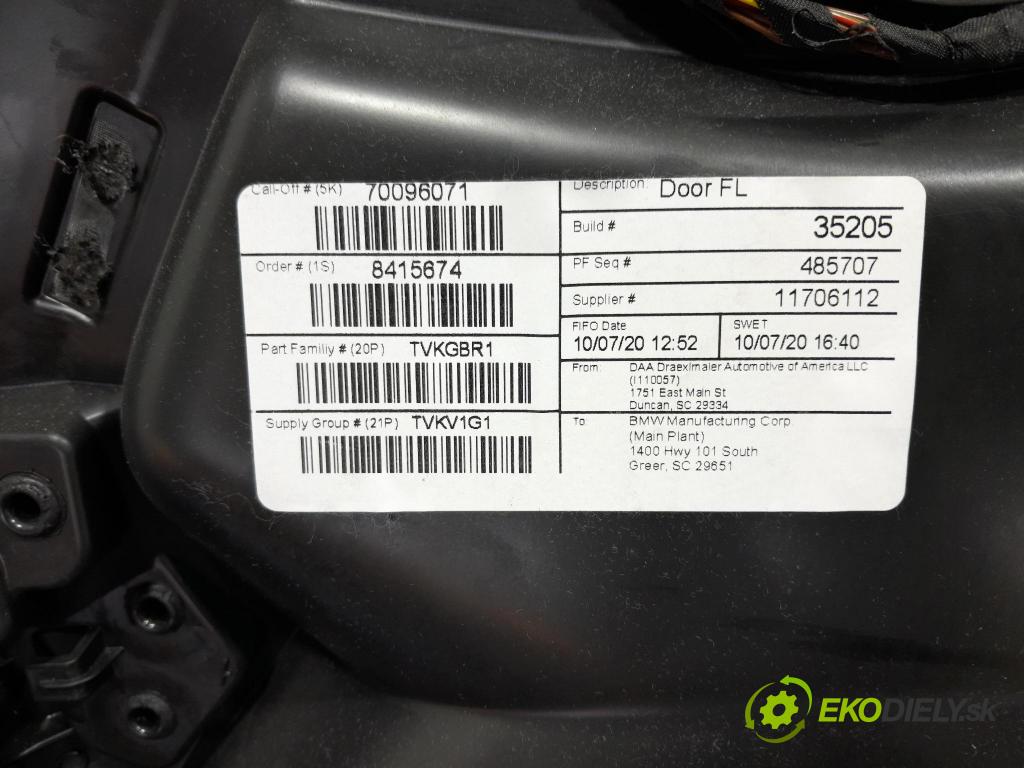 Call-Off # (5K) 70096071
Order # (1S) 8415674
Part Familiy # (20P) TVKGBR1
Supply Group # (21P) TVKV1G1
Description: Door FL
Build # 35205
PF Seq # 485707
Supplier # 11706112
FIFO Date
10/07/20 12:52
SWET
10/07/20 16:40
From: DAA Draexlmaier Automotive of America LLC
(I110057)
1751 East Main St
Duncan, SC 29334
To BMW Manufacturing Corp.
(Main Plant)
1400 Hwy 101 South
Greer, SC 29651
EKODIELY.sk